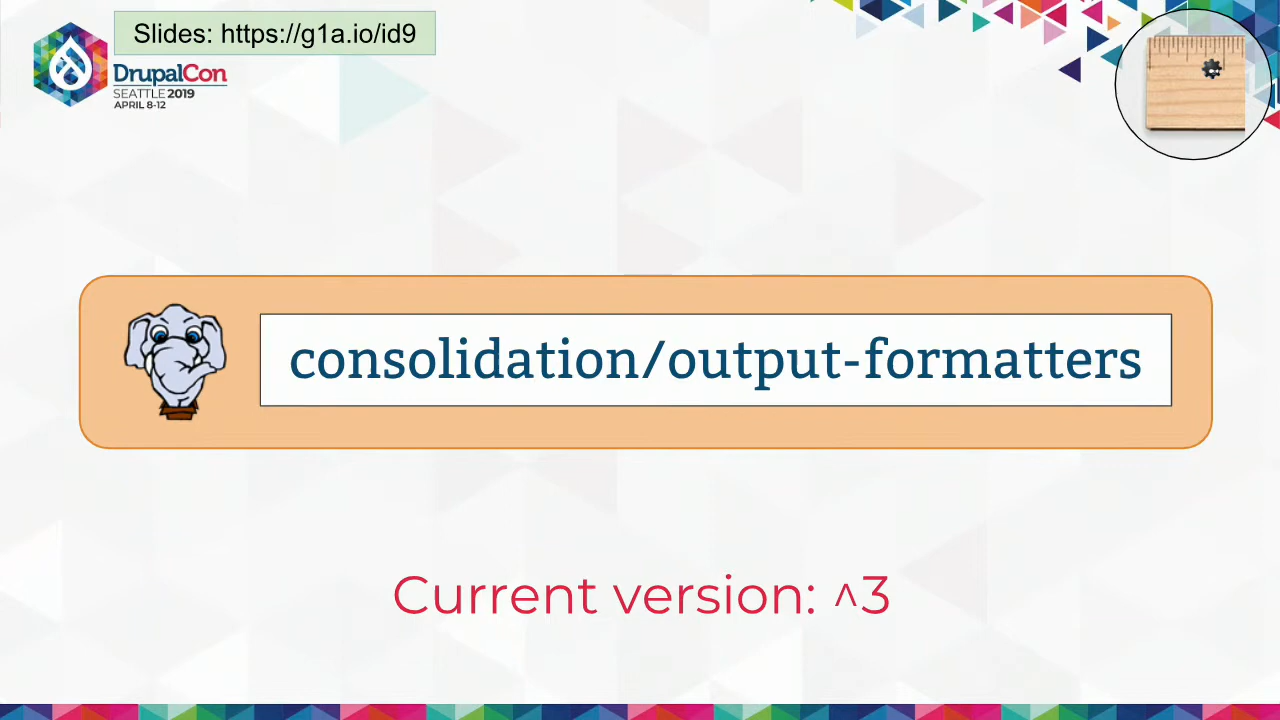 Slides: https://g1a.io/id9
DrupalCon
SEATTLE 2019
APRIL 8-12
consolidation/output-formatters
Current version: ^3